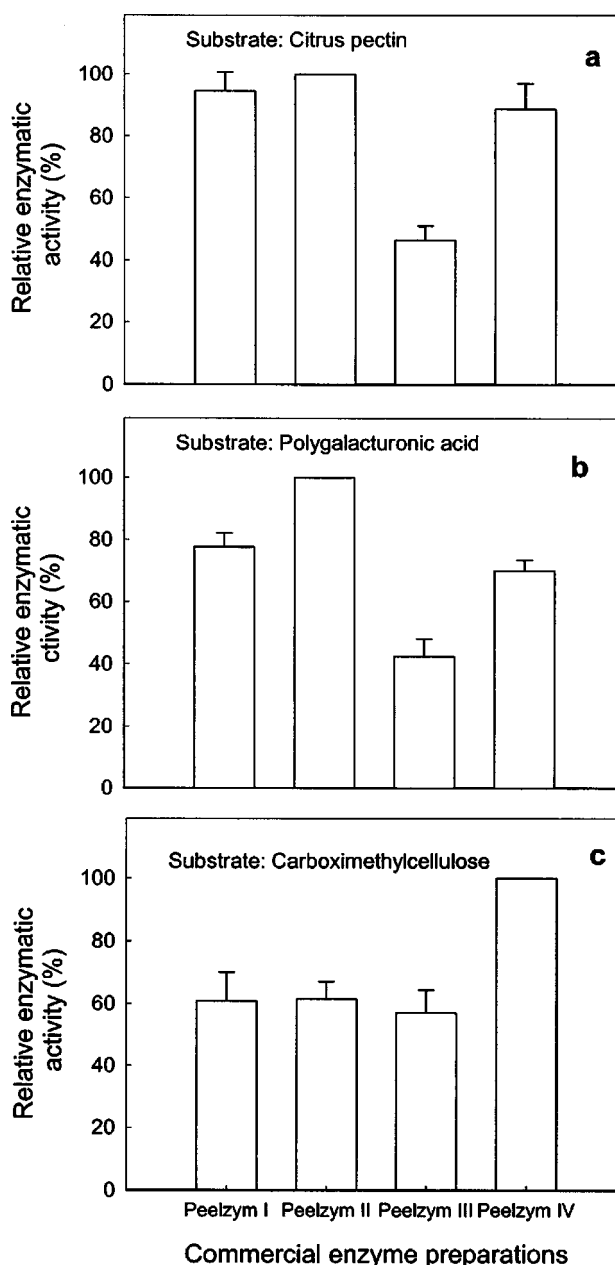 Substrate: Citrus pectin
a
Relative enzymatic
activity (%)
100
80
60
40
20
0
Substrate: Polygalacturonic acid
b
Relative enzymatic
ctivity (%)
100
80
60
40
20
0
Substrate: Carboximethylcellulose
c
Relative enzymatic
activity (%)
100
80
60
40
20
0
Peelzym I Peelzym II Peelzym III Peelzym IV
Commercial enzyme preparations